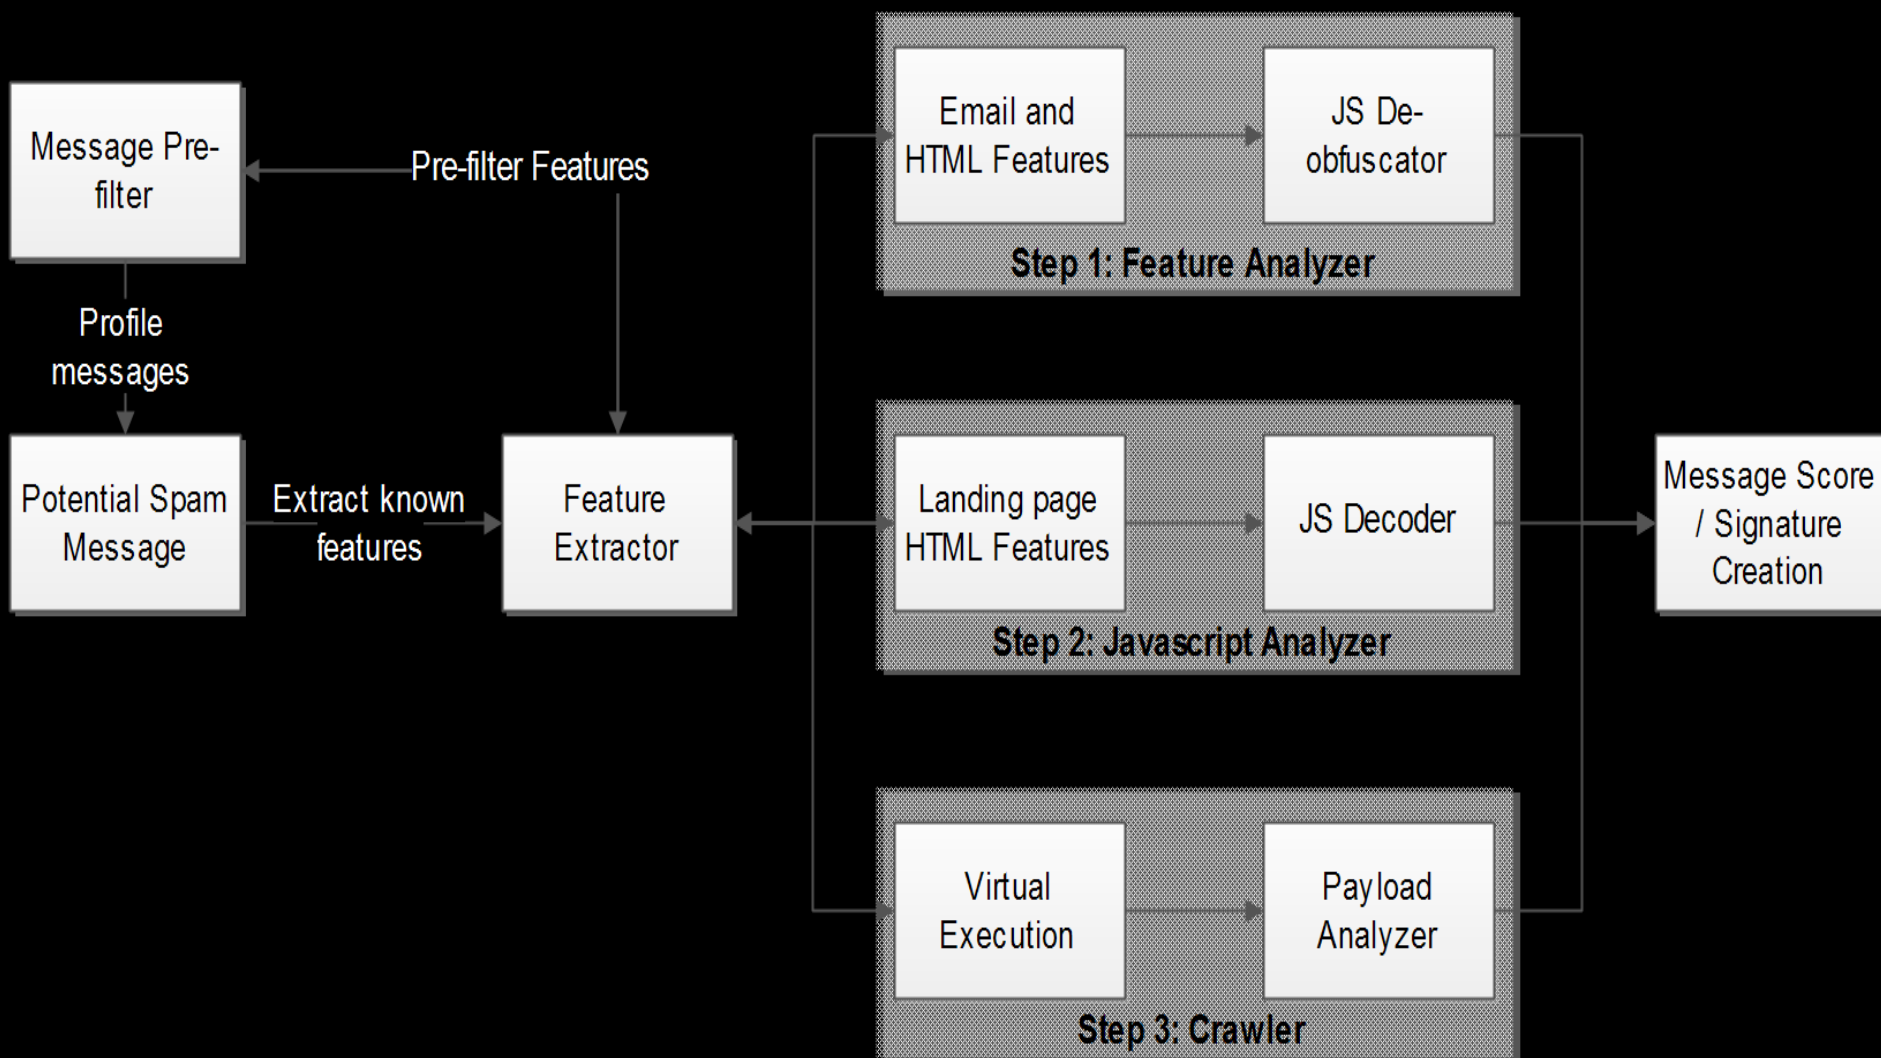 Message Pre-
filter
Pre-filter Features
Profile
messages
Potential Spam
Message
Extract known
features
Feature
Extractor
Email and
HTML Features
JS De-
obfuscator
Step 1: Feature Analyzer
Landing page
HTML Features
JS Decoder
Step 2: Javascript Analyzer
Virtual
Execution
Payload
Analyzer
Step 3: Crawler
Message Score
/ Signature
Creation